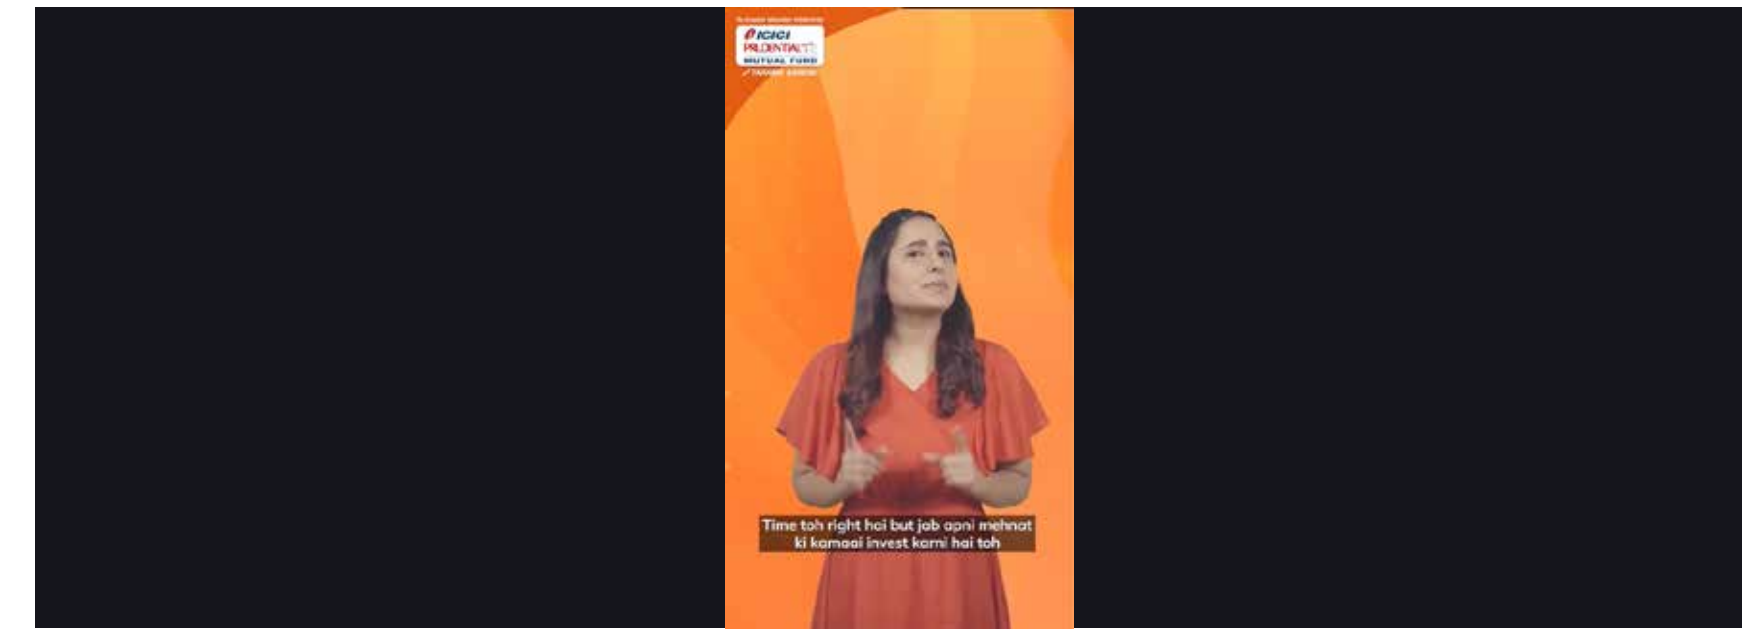 ICICI
PRUDENTIAL
MUTUAL FUND
Time toh right hai but jab apni mehnat
ki kamaai invest karni hai toh